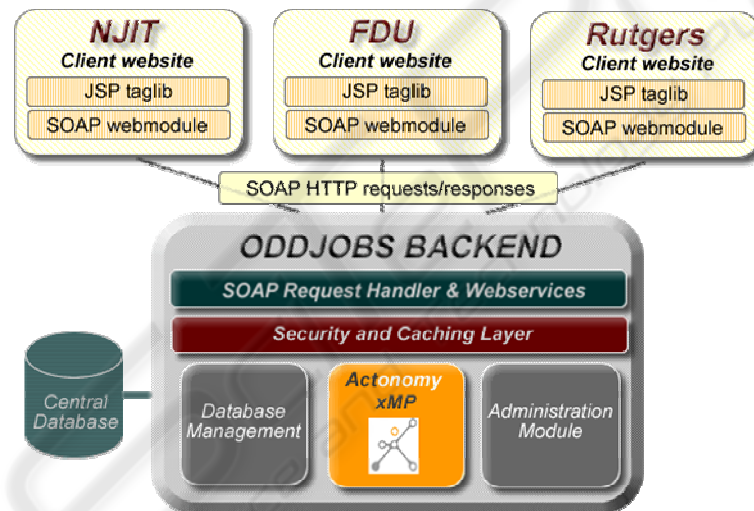 NJIT
Client website
JSP taglib
SOAP webmodule
FDU
Client website
JSP taglib
SOAP webmodule
Rutgers
Client website
JSP taglib
SOAP webmodule
SOAP HTTP requests/responses
ODDJOBS BACKEND
SOAP Request Handler & Webservices
Security and Caching Layer
Central
Database
Database
Management
Actonomy
xMP
Administration
Module